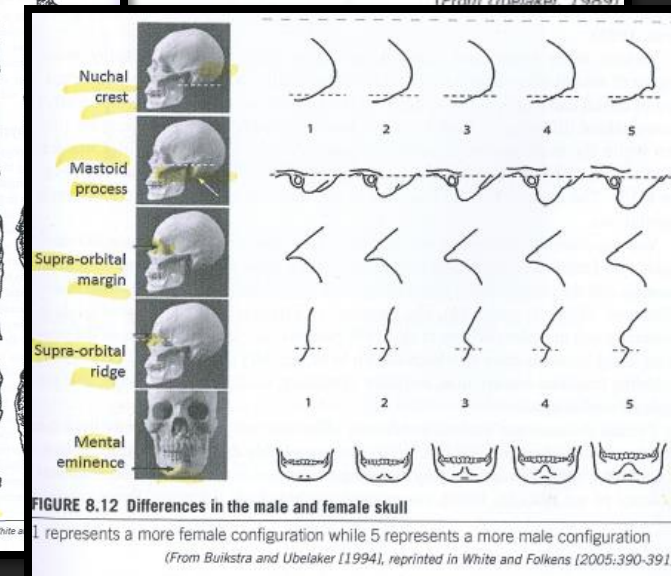 (From Ubelaker, 1989)
Nuchal
crest
1 2 3 4 5
Mastoid
process
Supra-orbital
margin
Supra-orbital
ridge
1 2 3 4 5
Mental
eminence
FIGURE 8.12 Differences in the male and female skull
1 represents a more female configuration while 5 represents a more male configuration
(From Buikstra and Ubelaker [1994], reprinted in White and Folkens [2005:390-391